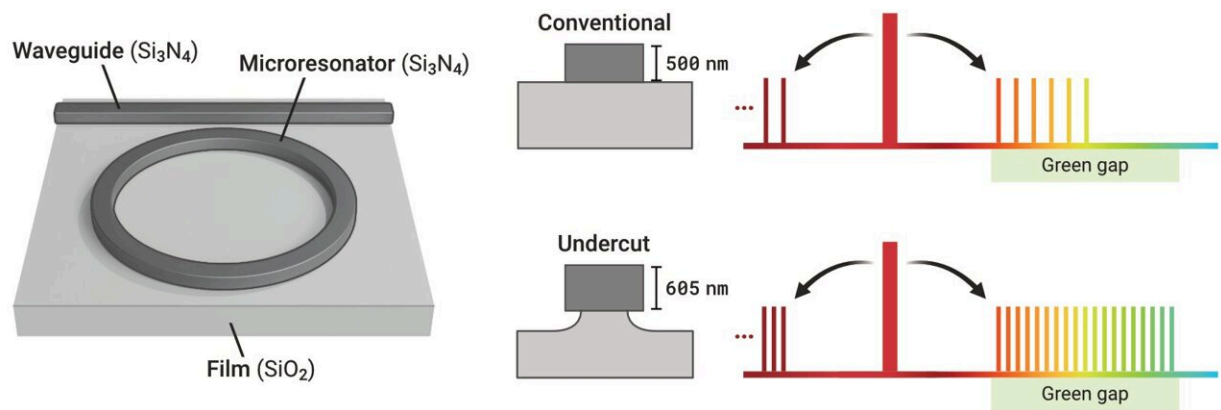 Waveguide (Si₃N₄)
Microresonator (Si₃N₄)
Film (SiO₂)
Conventional
500 nm
...
Green gap
Undercut
605 nm
...
Green gap